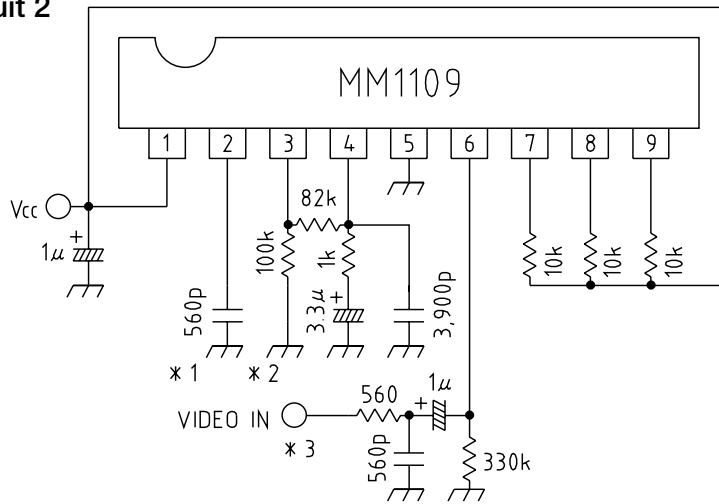 uit 2
MM1109
1 2 3 4 5 6 7 8 9
Vcc
1μ
+
82k
100k
1k
10k
10k
10k
560p
3.3μ
+
3,900p
*1
*2
VIDEO IN
560
+
1μ
*3
560p
330k